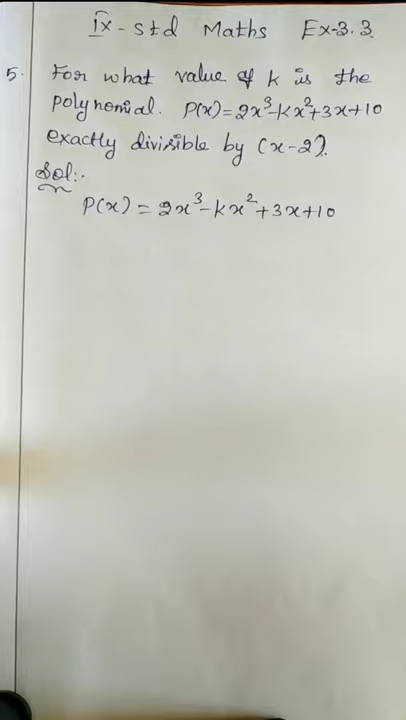 IX-std Maths Ex-3.3
5. For what value of k is the
polynomial. P(x)=2x³-kx²+3x+10
exactly divisible by (x-2).
Sol:-
P(x) = 2x³-kx²+3x+10